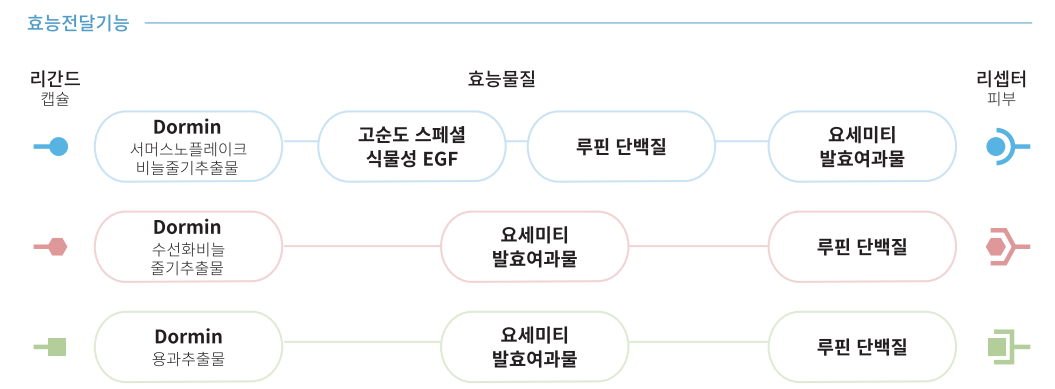 효능전달기능
리간드
캡슐
효능물질
리셉터
피부
Dormin
서머스노플레이크
비늘줄기추출물
고순도 스페셜
식물성 EGF
루핀 단백질
요세미티
발효여과물
Dormin
수선화비늘
줄기추출물
요세미티
발효여과물
루핀 단백질
Dormin
용과추출물
요세미티
발효여과물
루핀 단백질